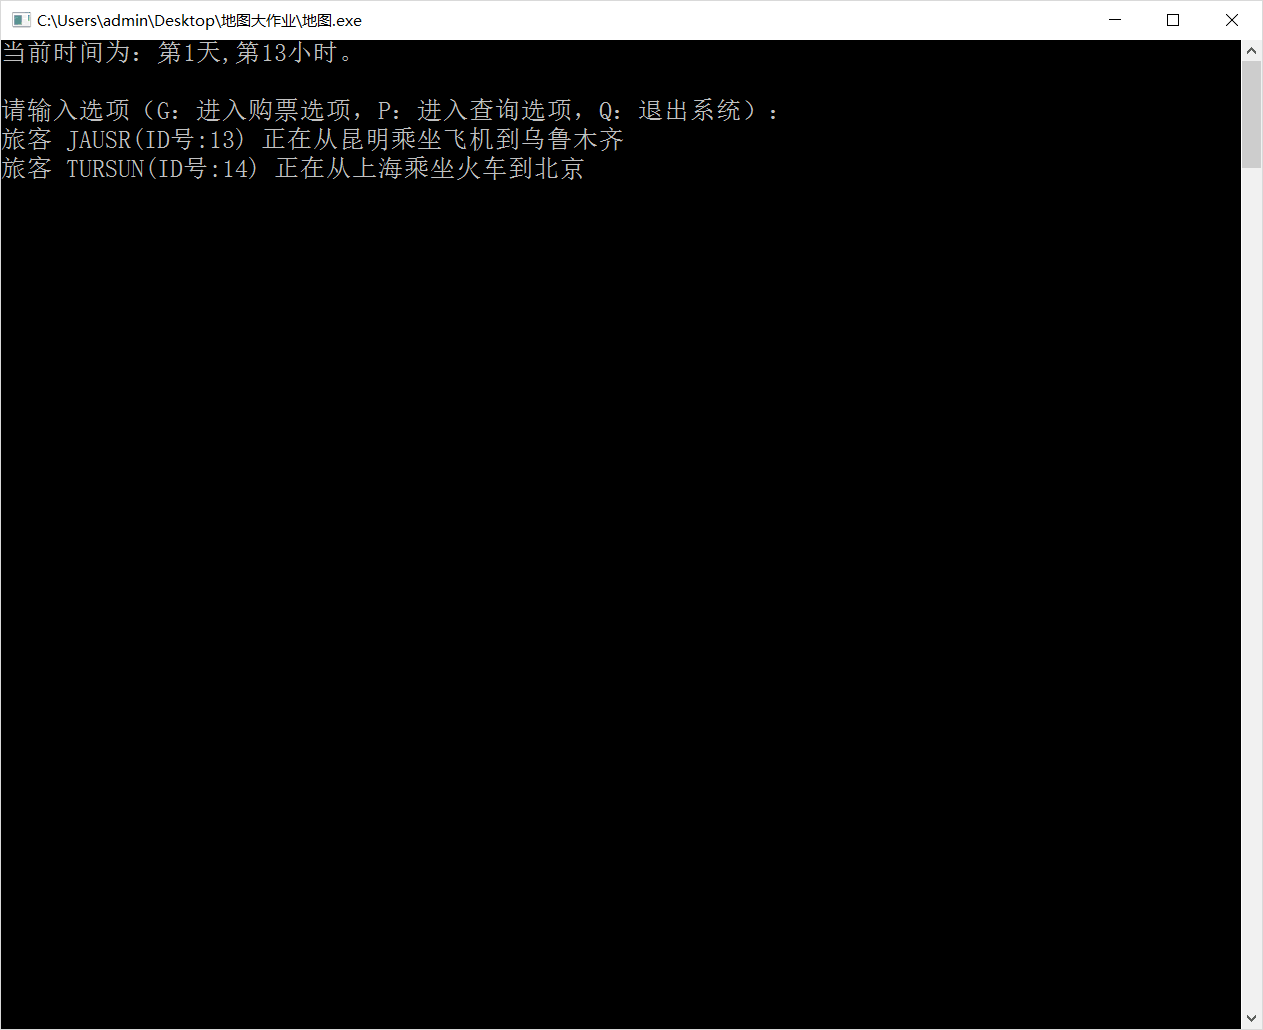 C:\Users\admin\Desktop\地图大作业\地图.exe
当前时间为：第1天,第13小时。
请输入选项（G：进入购票选项，P：进入查询选项，Q：退出系统）：
旅客 JAUSR(ID号:13) 正在从昆明乘坐飞机到乌鲁木齐
旅客 TURSUN(ID号:14) 正在从上海乘坐火车到北京